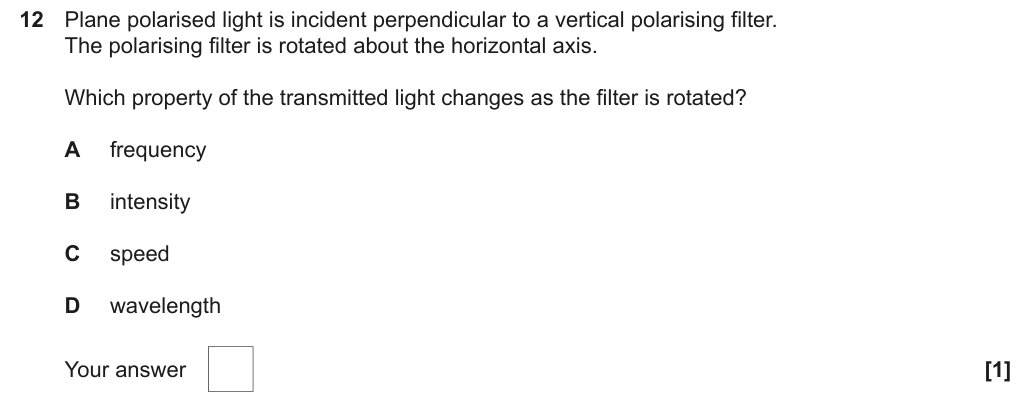 12 Plane polarised light is incident perpendicular to a vertical polarising filter.
The polarising filter is rotated about the horizontal axis.
Which property of the transmitted light changes as the filter is rotated?
A frequency
B intensity
C speed
D wavelength
Your answer [1]